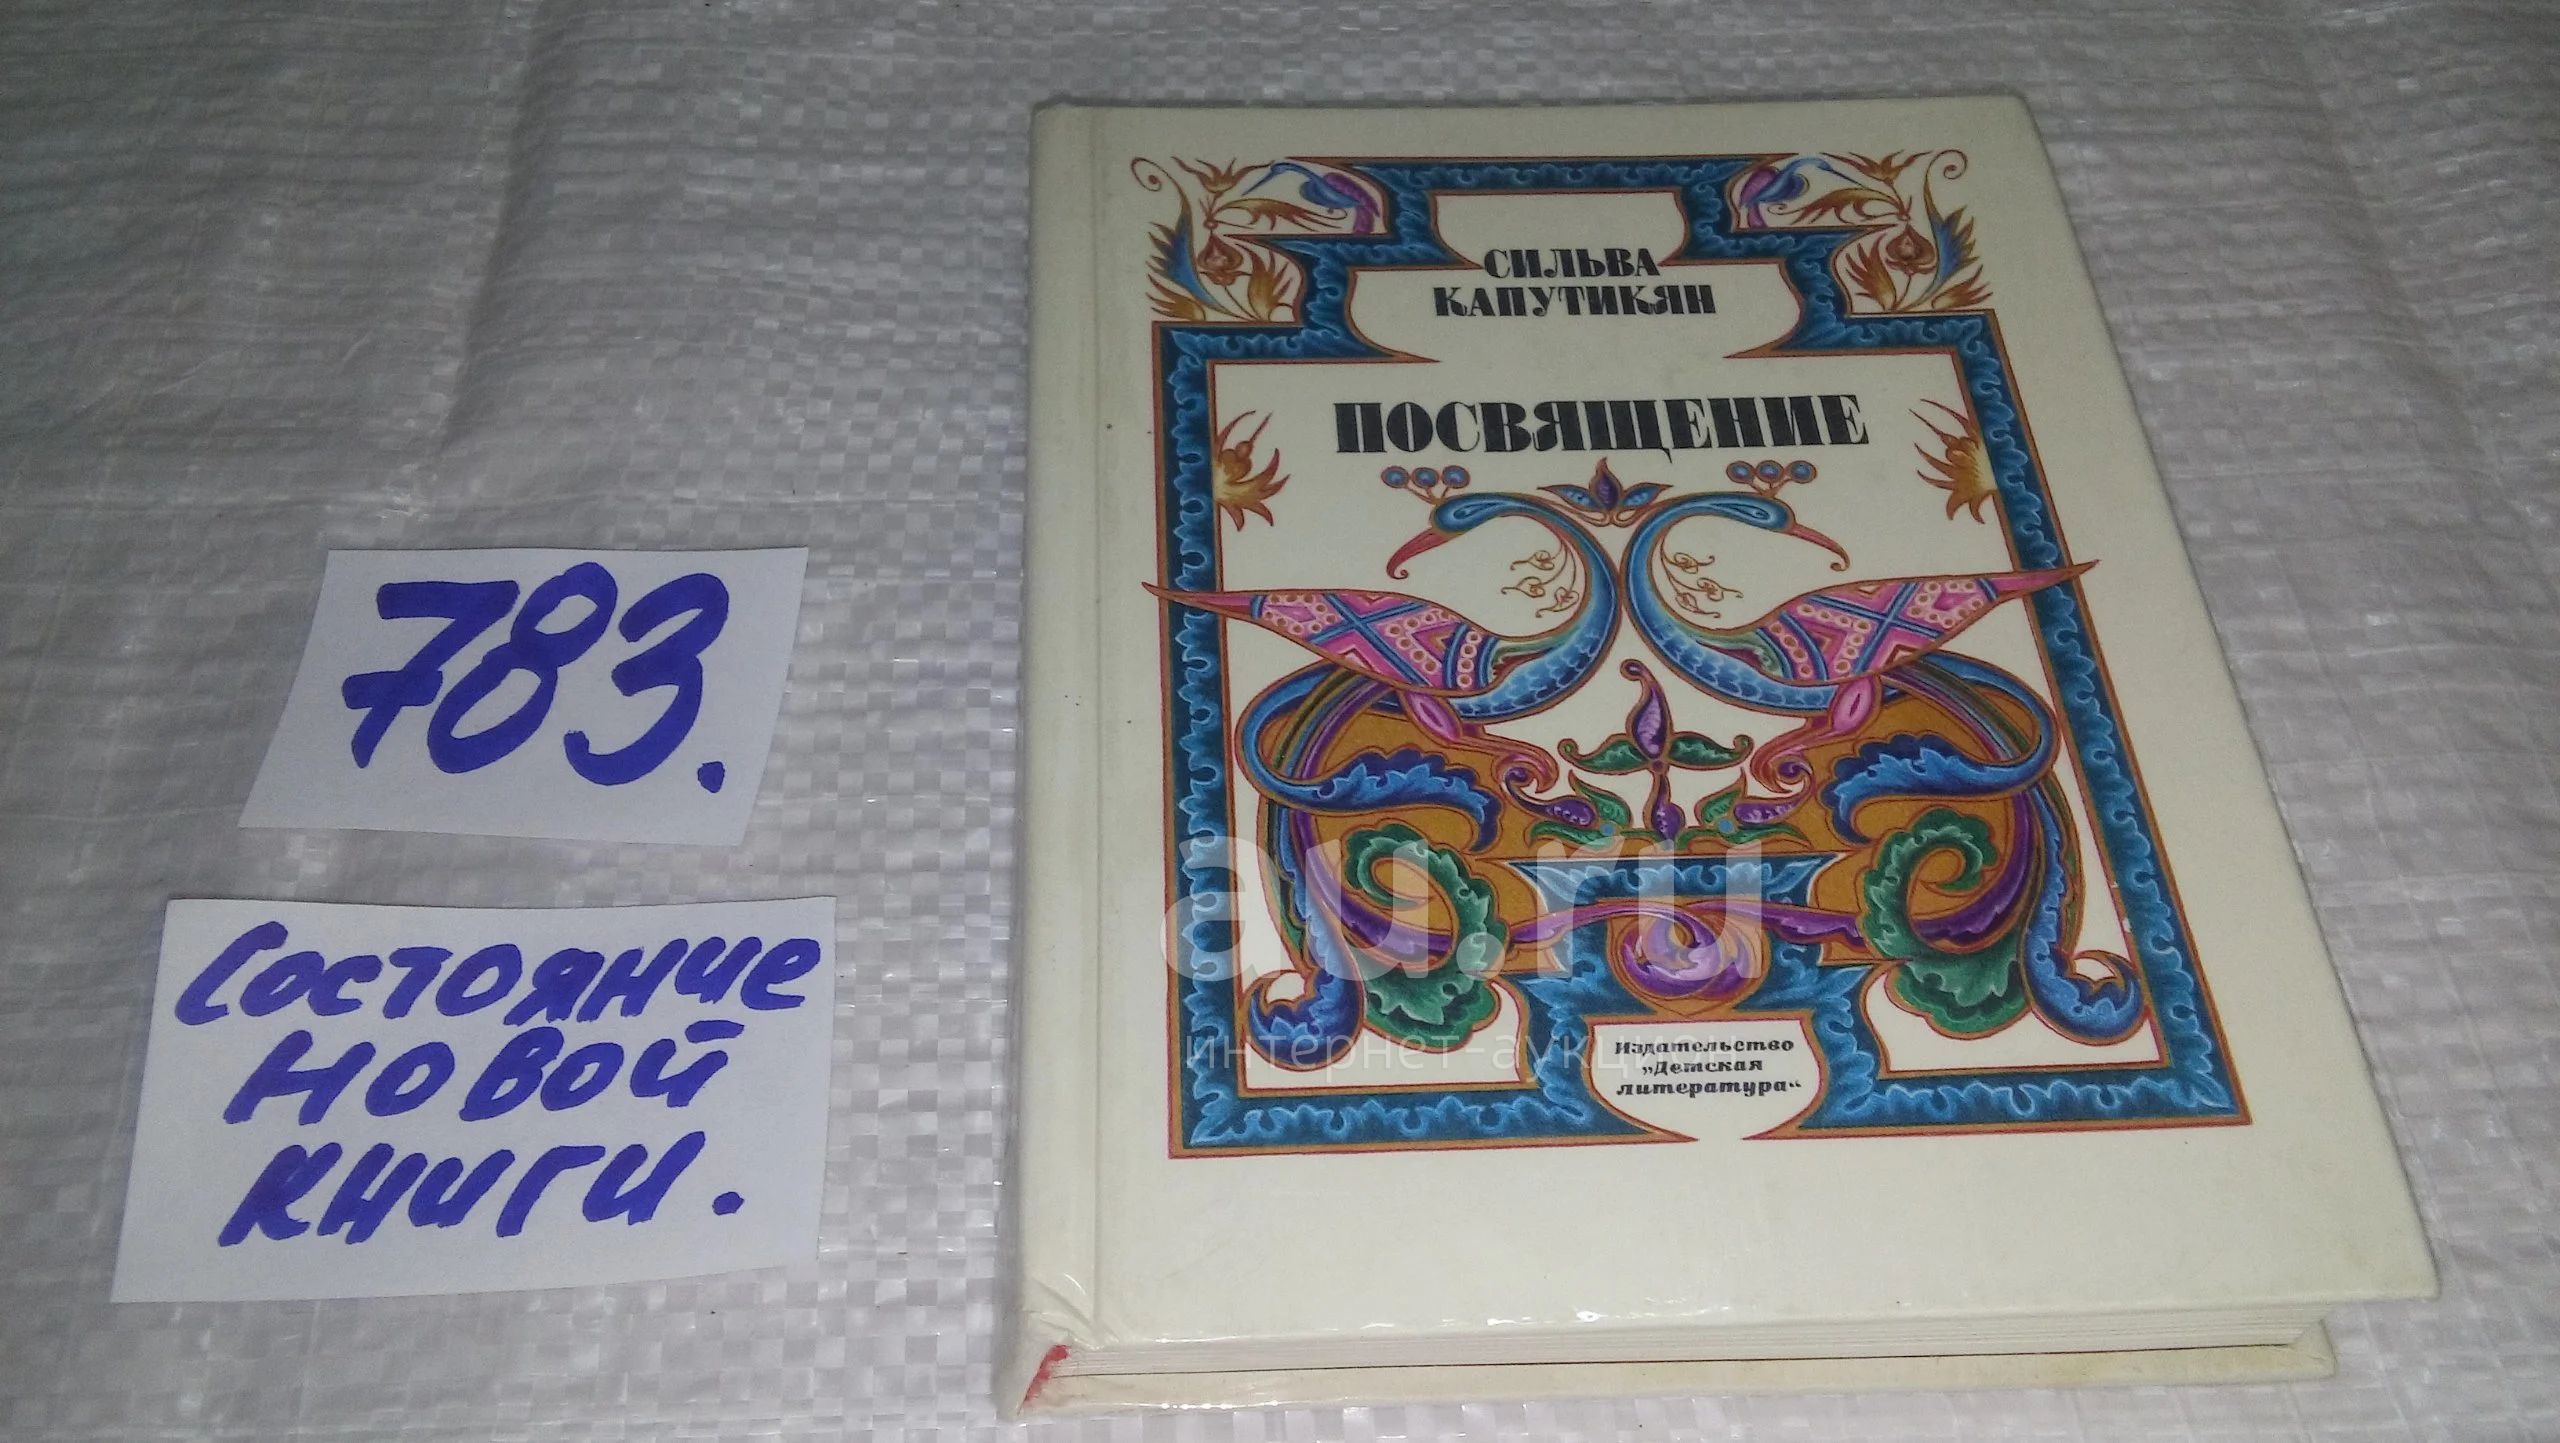 783.
Состояние
новой
книги.
СИЛЬВА
КАПУТИКЯН
ПОСВЯЩЕНИЕ
Издательство
„Детская
литература“
au.ru
интернет-аукцион